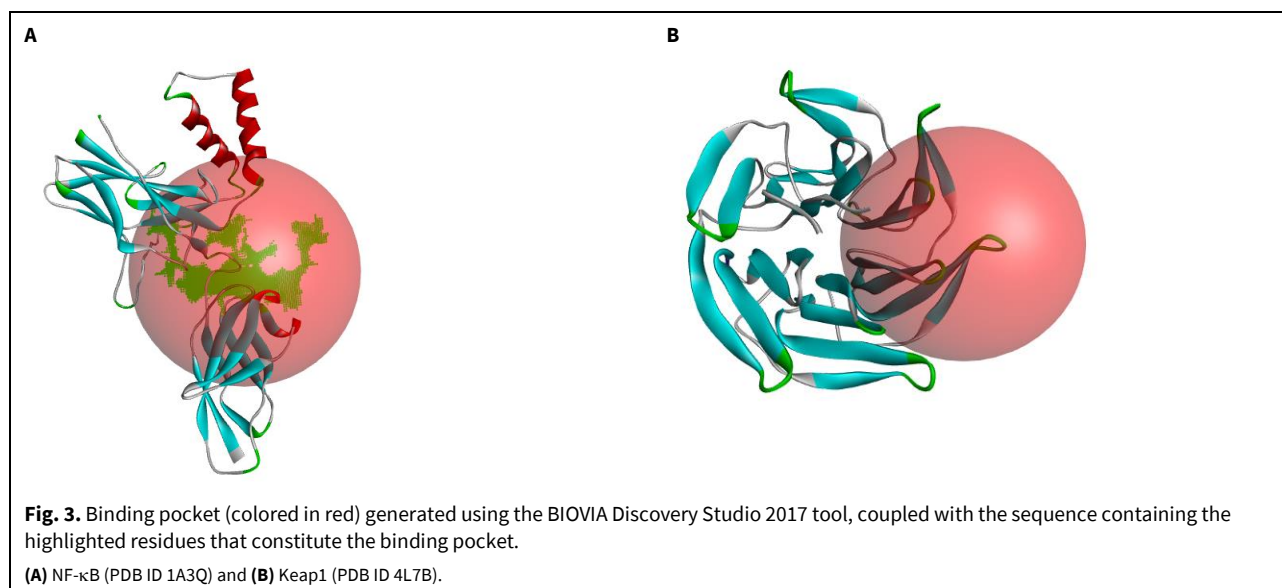 A
B
Fig. 3. Binding pocket (colored in red) generated using the BIOVIA Discovery Studio 2017 tool, coupled with the sequence containing the
highlighted residues that constitute the binding pocket.
(A) NF-κB (PDB ID 1A3Q) and (B) Keap1 (PDB ID 4L7B).